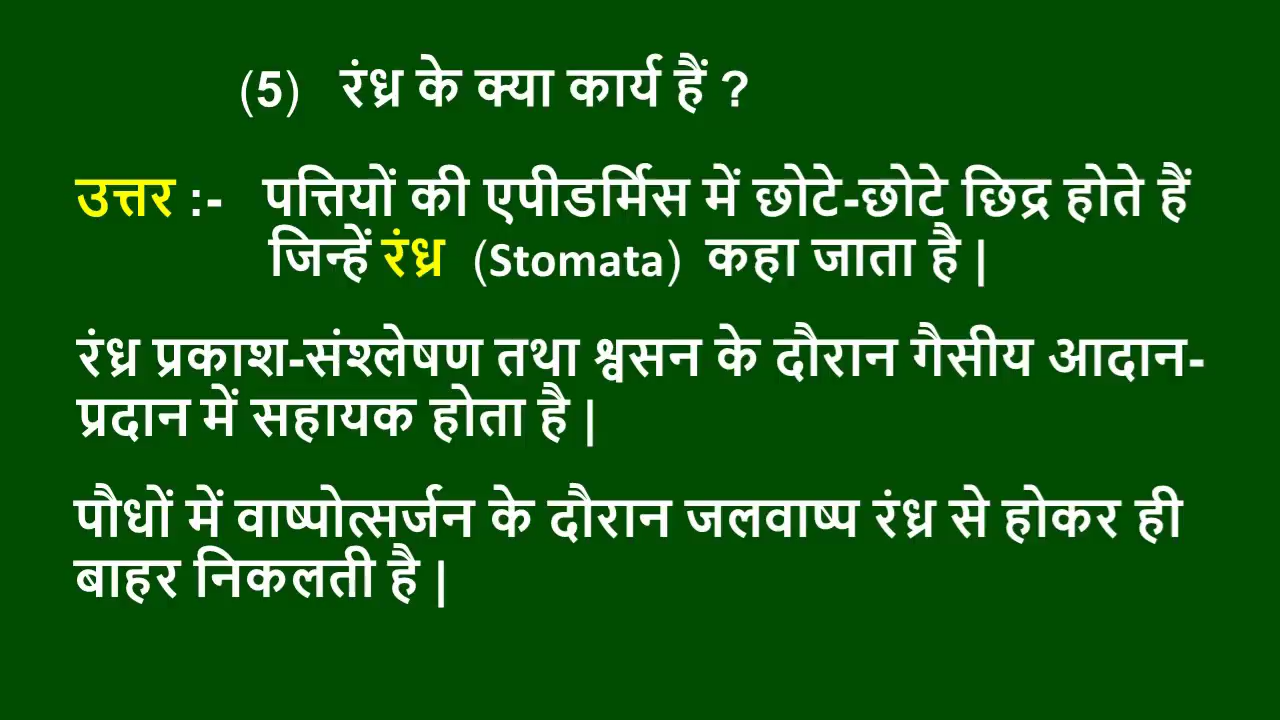 (5) रंध्र के क्या कार्य हैं ?
उत्तर :- पत्तियों की एपीडर्मिस में छोटे-छोटे छिद्र होते हैं
जिन्हें रंध्र (Stomata) कहा जाता है |
रंध्र प्रकाश-संश्लेषण तथा श्वसन के दौरान गैसीय आदान-
प्रदान में सहायक होता है |
पौधों में वाष्पोत्सर्जन के दौरान जलवाष्प रंध्र से होकर ही
बाहर निकलती है |